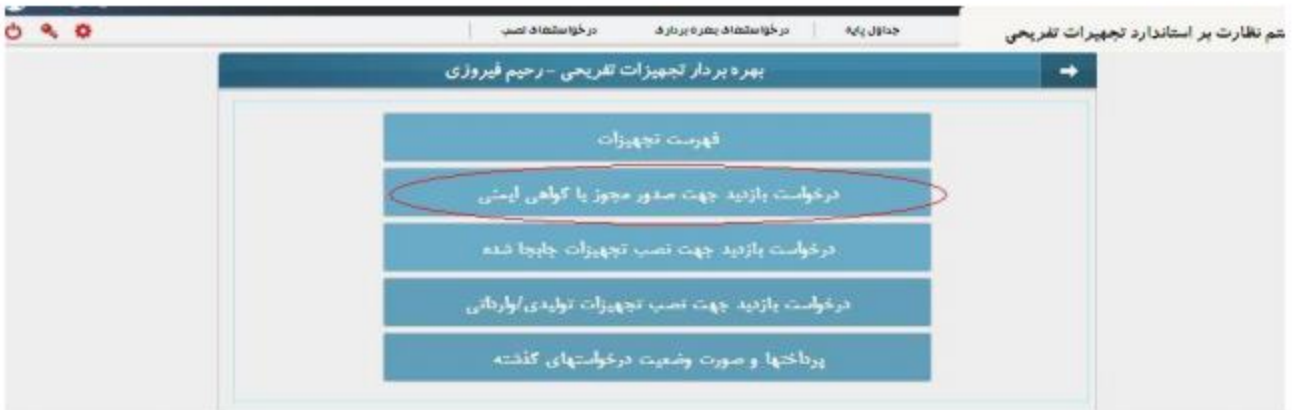 ستم نظارت بر استاندارد تجهیزات تفریحی
جداول پایه
درخواستهای بهره برداری
درخواستهای نصب
بهره بردار تجهیزات تفریحی - رحیم فیروزی
فهرست تجهیزات
درخواست بازدید جهت صدور مجوز یا گواهی ایمنی
درخواست بازدید جهت نصب تجهیزات جابجا شده
درخواست بازدید جهت نصب تجهیزات تولیدی/وارداتی
پرداختها و صورت وضعیت درخواستهای گذشته